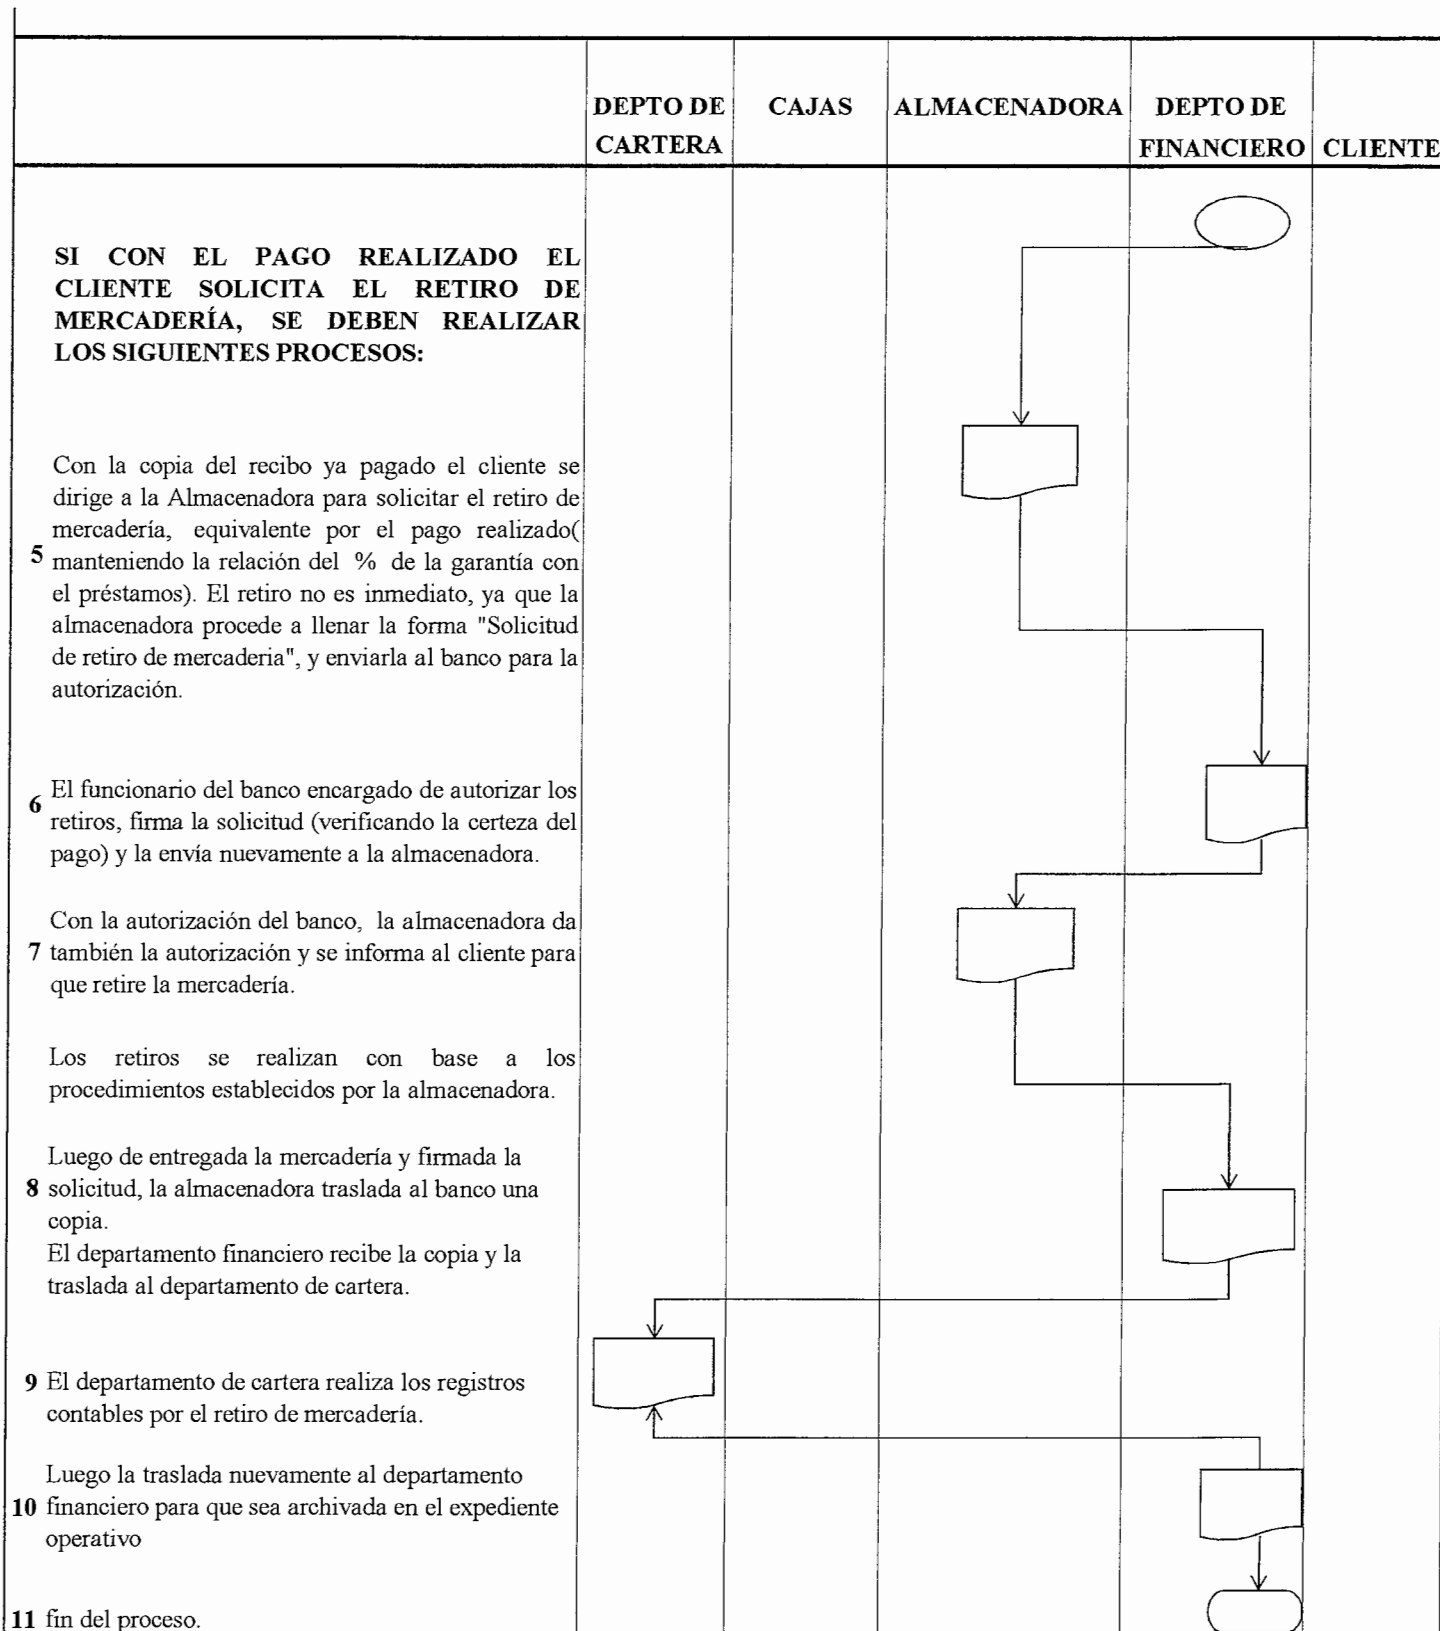 DEPTO DE CARTERA
CAJAS
ALMACENADORA
DEPTO DE FINANCIERO
CLIENTE
SI CON EL PAGO REALIZADO EL
CLIENTE SOLICITA EL RETIRO DE
MERCADERÍA, SE DEBEN REALIZAR
LOS SIGUIENTES PROCESOS:
Con la copia del recibo ya pagado el cliente se
dirige a la Almacenadora para solicitar el retiro de
mercadería, equivalente por el pago realizado(
5 manteniendo la relación del % de la garantía con
el préstamos). El retiro no es inmediato, ya que la
almacenadora procede a llenar la forma "Solicitud
de retiro de mercaderia", y enviarla al banco para la
autorización.
6 El funcionario del banco encargado de autorizar los
retiros, firma la solicitud (verificando la certeza del
pago) y la envía nuevamente a la almacenadora.
Con la autorización del banco, la almacenadora da
7 también la autorización y se informa al cliente para
que retire la mercadería.
Los retiros se realizan con base a los
procedimientos establecidos por la almacenadora.
Luego de entregada la mercadería y firmada la
8 solicitud, la almacenadora traslada al banco una
copia.
El departamento financiero recibe la copia y la
traslada al departamento de cartera.
9 El departamento de cartera realiza los registros
contables por el retiro de mercadería.
Luego la traslada nuevamente al departamento
10 financiero para que sea archivada en el expediente
operativo
11 fin del proceso.